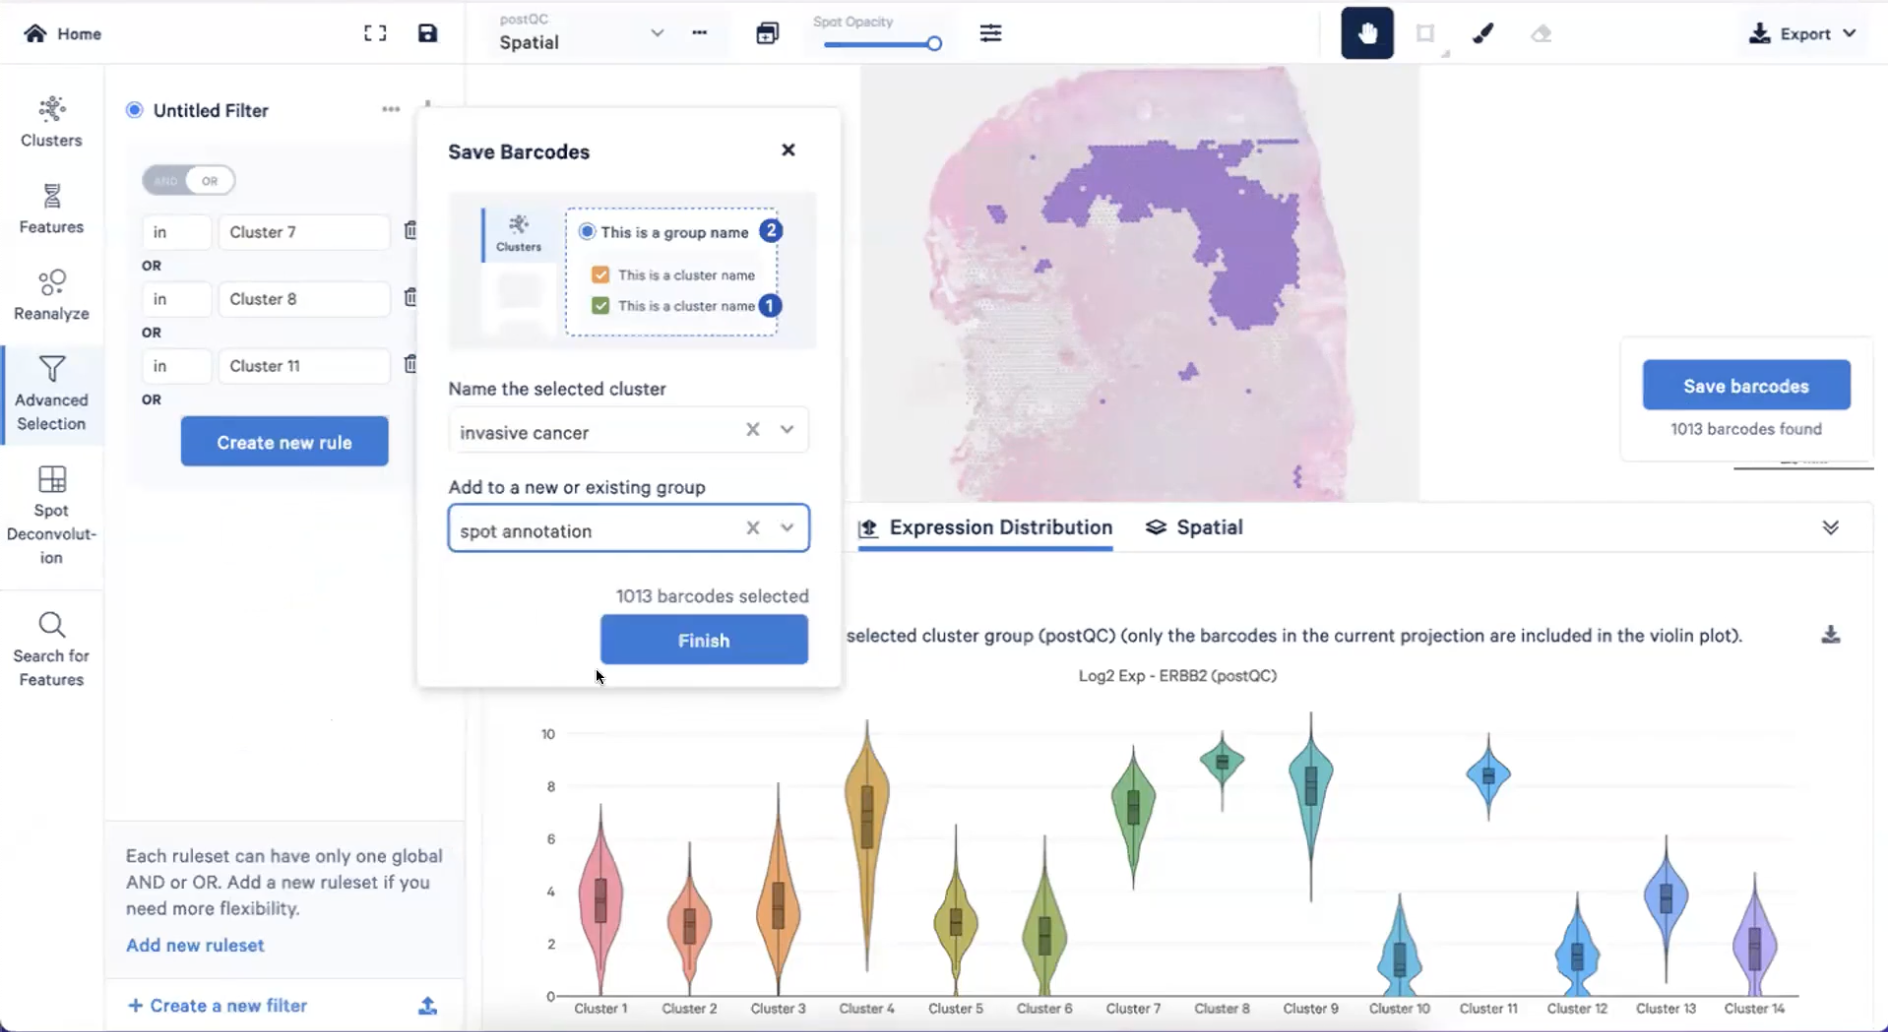 Home
postQC
Spatial
Spot Opacity
Export
Clusters
Features
Reanalyze
Advanced
Selection
Spot
Deconvolut-
ion
Search for
Features
Untitled Filter
AND OR
in Cluster 7
OR
in Cluster 8
OR
in Cluster 11
OR
Create new rule
Each ruleset can have only one global
AND or OR. Add a new ruleset if you
need more flexibility.
Add new ruleset
+ Create a new filter
Save Barcodes
Clusters
This is a group name 2
This is a cluster name
This is a cluster name 1
Name the selected cluster
invasive cancer
Add to a new or existing group
spot annotation
1013 barcodes selected
Finish
Save barcodes
1013 barcodes found
Expression Distribution
Spatial
selected cluster group (postQC) (only the barcodes in the current projection are included in the violin plot).
Log2 Exp - ERBB2 (postQC)
10
8
6
4
2
0
Cluster 1 Cluster 2 Cluster 3 Cluster 4 Cluster 5 Cluster 6 Cluster 7 Cluster 8 Cluster 9 Cluster 10 Cluster 11 Cluster 12 Cluster 13 Cluster 14